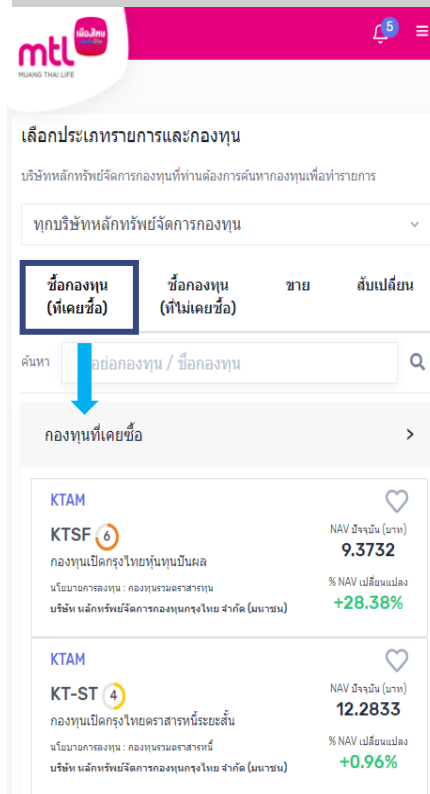 เมืองไทย
mtl
MUANG THAI LIFE
5
เลือกประเภทรายการและกองทุน
บริษัทหลักทรัพย์จัดการกองทุนที่ท่านต้องการค้นหากองทุนเพื่อทำรายการ
ทุกบริษัทหลักทรัพย์จัดการกองทุน
ซื้อกองทุน ซื้อกองทุน ขาย สับเปลี่ยน
(ที่เคยซื้อ) (ที่ไม่เคยซื้อ)
ค้นหา ย่อกองทุน / ชื่อกองทุน
กองทุนที่เคยซื้อ
KTAM
KTSF 6
กองทุนเปิดกรุงไทยหุ้นทุนปันผล
นโยบายการลงทุน : กองทุนรวมตราสารทุน
บริษัท หลักทรัพย์จัดการกองทุนกรุงไทย จำกัด (มหาชน)
NAV ปัจจุบัน (บาท)
9.3732
% NAV เปลี่ยนแปลง
+28.38%
KTAM
KT-ST 4
กองทุนเปิดกรุงไทยตราสารหนี้ระยะสั้น
นโยบายการลงทุน : กองทุนรวมตราสารหนี้
บริษัท หลักทรัพย์จัดการกองทุนกรุงไทย จำกัด (มหาชน)
NAV ปัจจุบัน (บาท)
12.2833
% NAV เปลี่ยนแปลง
+0.96%